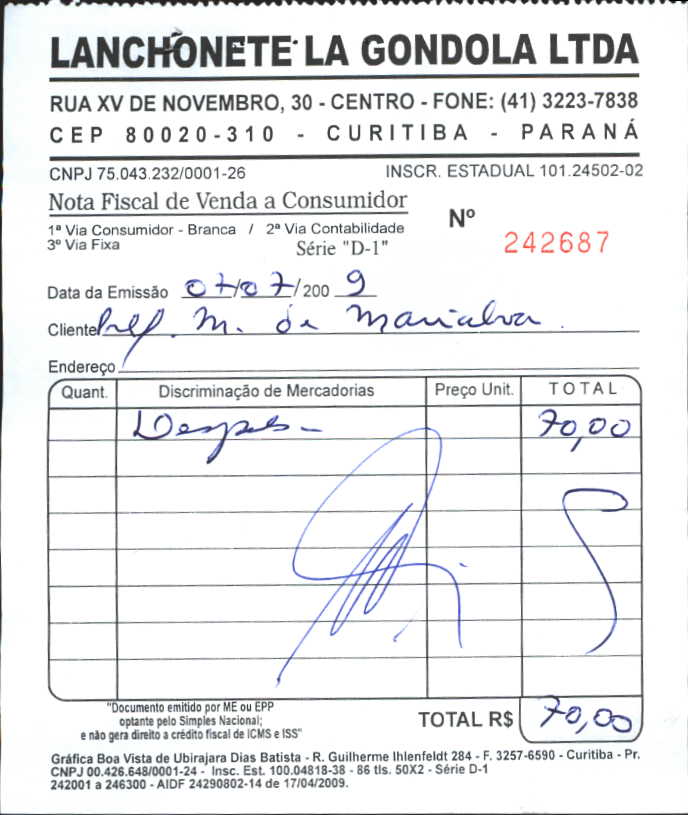 LANCHONETE LA GONDOLA LTDA
RUA XV DE NOVEMBRO, 30 - CENTRO - FONE: (41) 3223-7838
CEP 80020-310 - CURITIBA - PARANÁ
CNPJ 75.043.232/0001-26 INSCR. ESTADUAL 101.24502-02
Nota Fiscal de Venda a Consumidor
1ª Via Consumidor - Branca / 2ª Via Contabilidade
3ª Via Fixa Série "D-1"
Nº 242687
Data da Emissão 07/07/2009
Cliente Pref. M. de Marialva
Endereço
Quant. Discriminação de Mercadorias Preço Unit. TOTAL
Despes 70,00
"Documento emitido por ME ou EPP
optante pelo Simples Nacional;
e não gera direito a crédito fiscal de ICMS e ISS"
TOTAL R$ 70,00
Gráfica Boa Vista de Ubirajara Dias Batista - R. Guilherme Ihlenfeldt 284 - F. 3257-6590 - Curitiba - Pr.
CNPJ 00.426.648/0001-24 - Insc. Est. 100.04818-38 - 86 tls. 50X2 - Série D-1
242001 a 246300 - AIDF 24290802-14 de 17/04/2009.